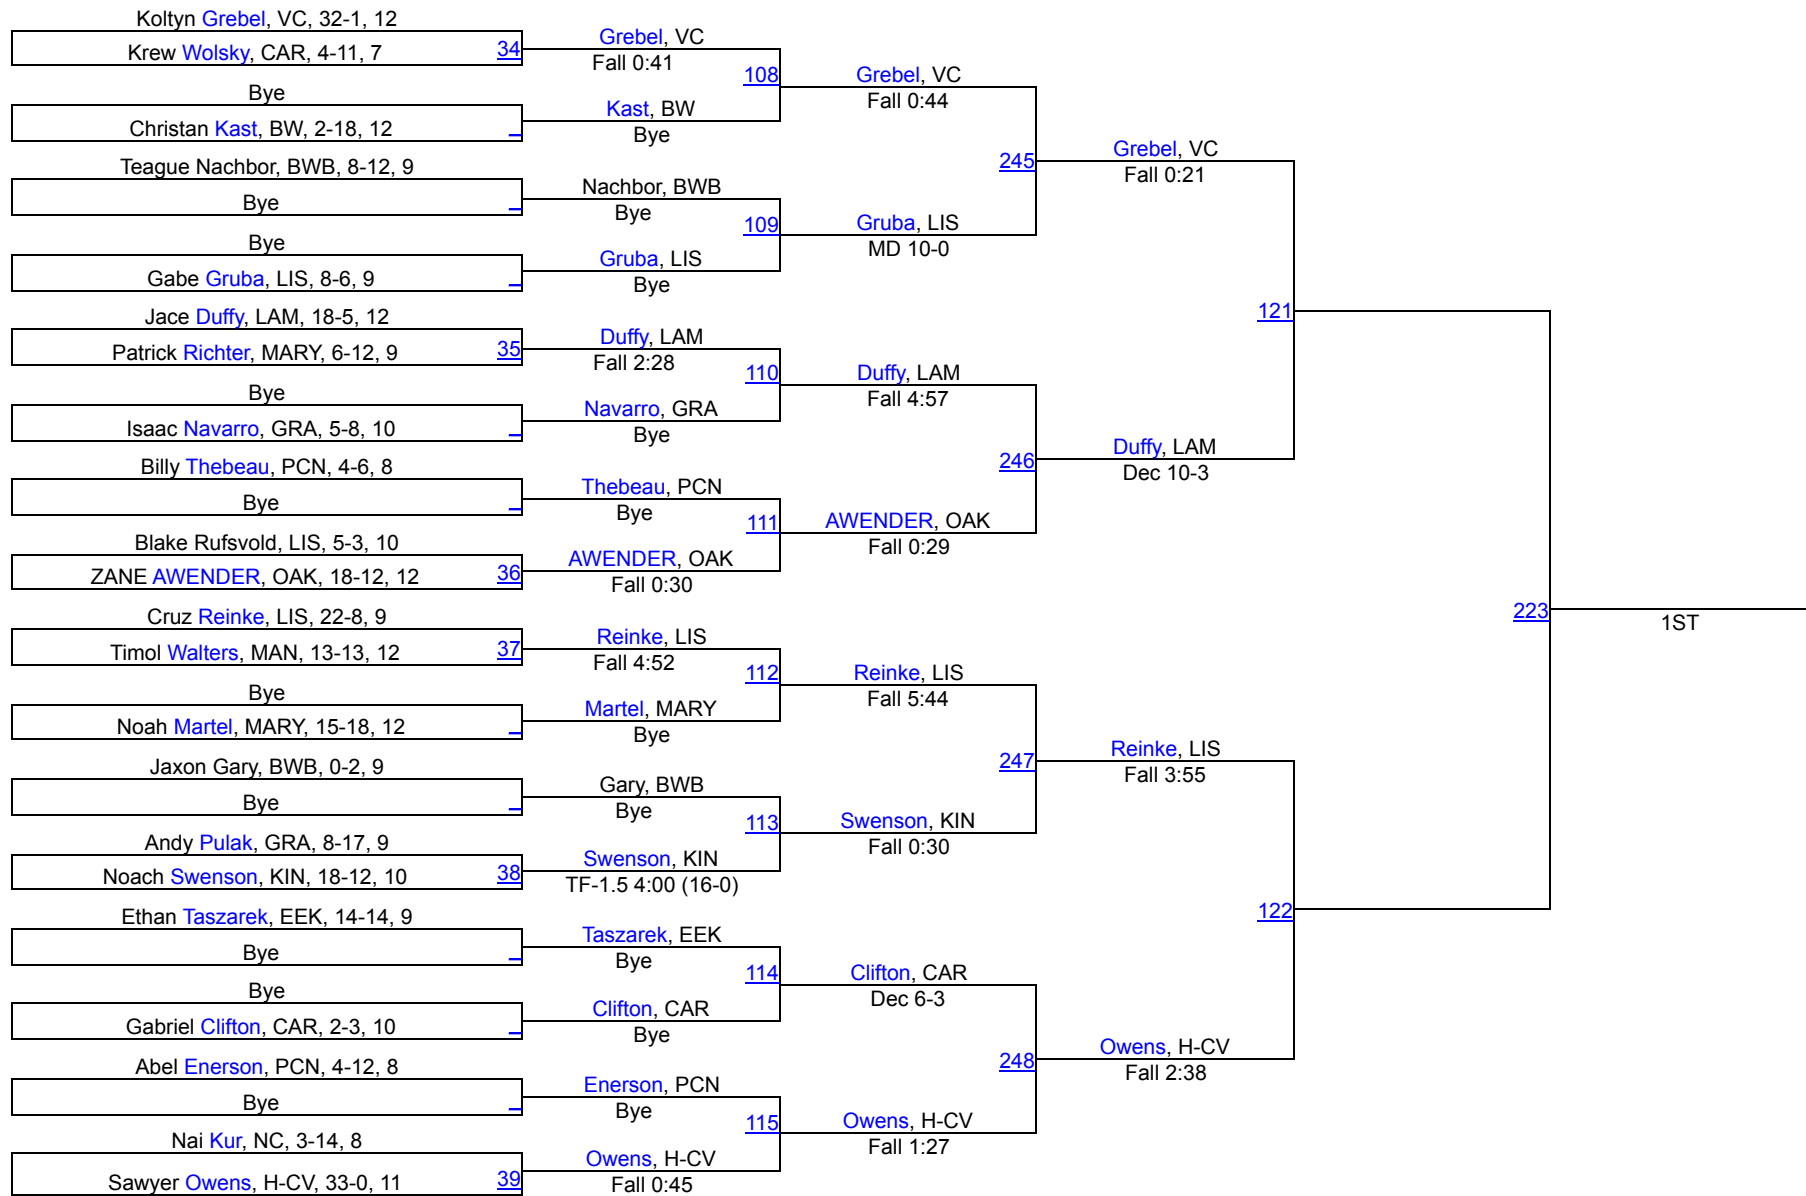 Koltyn Grebel, VC, 32-1, 12
Krew Wolsky, CAR, 4-11, 7
34
Bye
Christan Kast, BW, 2-18, 12
Teague Nachbor, BWB, 8-12, 9
Bye
Bye
Gabe Gruba, LIS, 8-6, 9
Jace Duffy, LAM, 18-5, 12
Patrick Richter, MARY, 6-12, 9
35
Bye
Isaac Navarro, GRA, 5-8, 10
Billy Thebeau, PCN, 4-6, 8
Bye
Blake Rufsvold, LIS, 5-3, 10
ZANE AWENDER, OAK, 18-12, 12
36
Cruz Reinke, LIS, 22-8, 9
Timol Walters, MAN, 13-13, 12
37
Bye
Noah Martel, MARY, 15-18, 12
Jaxon Gary, BWB, 0-2, 9
Bye
Andy Pulak, GRA, 8-17, 9
Noach Swenson, KIN, 18-12, 10
38
Ethan Taszarek, EEK, 14-14, 9
Bye
Bye
Gabriel Clifton, CAR, 2-3, 10
Abel Enerson, PCN, 4-12, 8
Bye
Nai Kur, NC, 3-14, 8
Sawyer Owens, H-CV, 33-0, 11
39
Grebel, VC
Fall 0:41
108
Kast, BW
Bye
Nachbor, BWB
Bye
109
Gruba, LIS
Bye
Duffy, LAM
Fall 2:28
110
Navarro, GRA
Bye
Thebeau, PCN
Bye
111
AWENDER, OAK
Fall 0:30
Reinke, LIS
Fall 4:52
112
Martel, MARY
Bye
Gary, BWB
Bye
113
Swenson, KIN
TF-1.5 4:00 (16-0)
Taszarek, EEK
Bye
114
Clifton, CAR
Bye
Enerson, PCN
Bye
115
Owens, H-CV
Fall 0:45
Grebel, VC
Fall 0:44
245
Gruba, LIS
MD 10-0
Duffy, LAM
Fall 4:57
246
AWENDER, OAK
Fall 0:29
Reinke, LIS
Fall 5:44
247
Swenson, KIN
Fall 0:30
Clifton, CAR
Dec 6-3
248
Owens, H-CV
Fall 1:27
Grebel, VC
Fall 0:21
121
Duffy, LAM
Dec 10-3
Reinke, LIS
Fall 3:55
122
Owens, H-CV
Fall 2:38
223
1ST